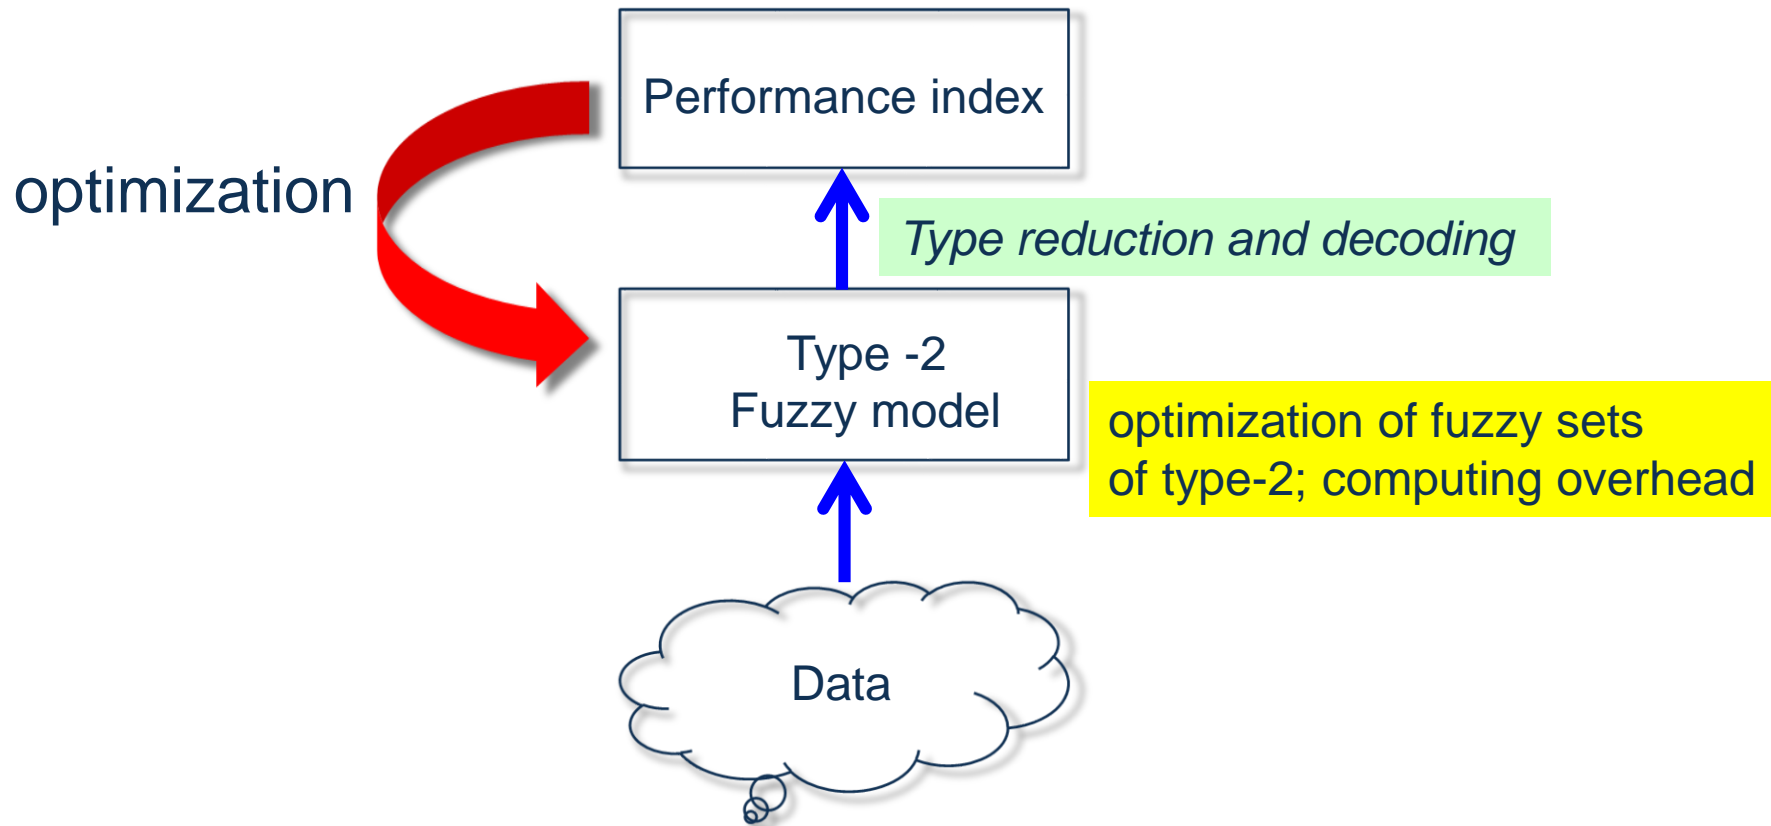 Performance index
optimization
Type reduction and decoding
Type -2
Fuzzy model
optimization of fuzzy sets
of type-2; computing overhead
Data